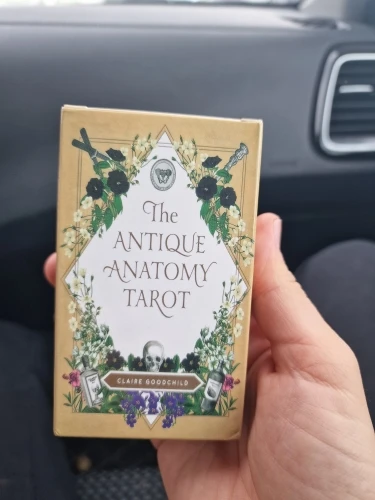 The
ANTIQUE
ANATOMY
TAROT
CLAIRE GOODCHILD